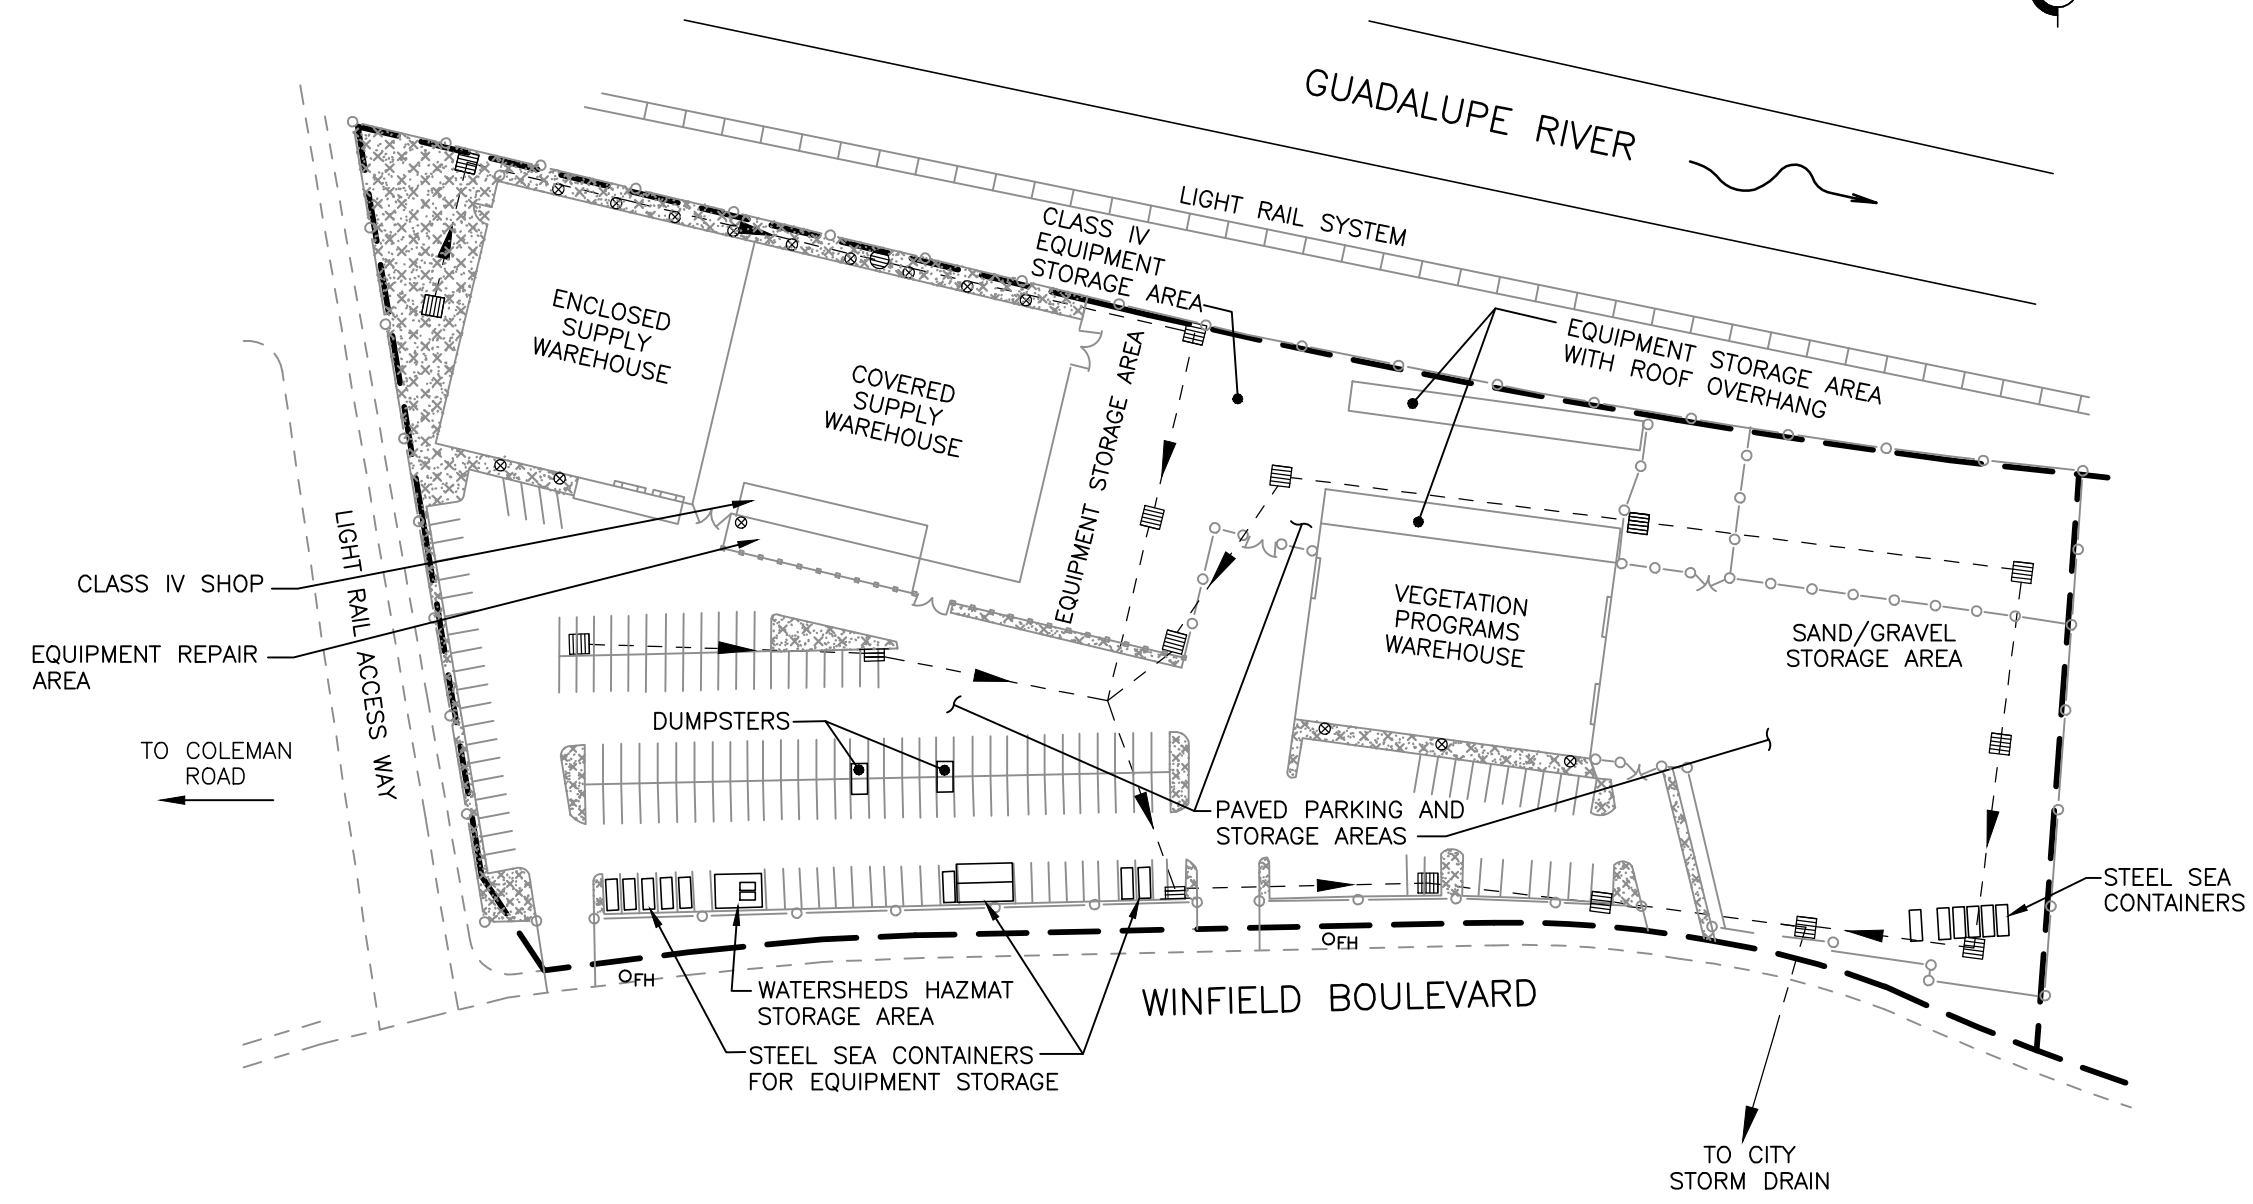 GUADALUPE RIVER
LIGHT RAIL SYSTEM
CLASS IV
EQUIPMENT
STORAGE AREA
EQUIPMENT STORAGE AREA
WITH ROOF OVERHANG
ENCLOSED
SUPPLY
WAREHOUSE
COVERED
SUPPLY
WAREHOUSE
EQUIPMENT STORAGE AREA
CLASS IV SHOP
EQUIPMENT REPAIR
AREA
LIGHT RAIL ACCESS WAY
VEGETATION
PROGRAMS
WAREHOUSE
SAND/GRAVEL
STORAGE AREA
DUMPSTERS
TO COLEMAN
ROAD
PAVED PARKING AND
STORAGE AREAS
STEEL SEA
CONTAINERS
FH
FH
WATERSHEDS HAZMAT
STORAGE AREA
WINFIELD BOULEVARD
STEEL SEA CONTAINERS
FOR EQUIPMENT STORAGE
TO CITY
STORM DRAIN